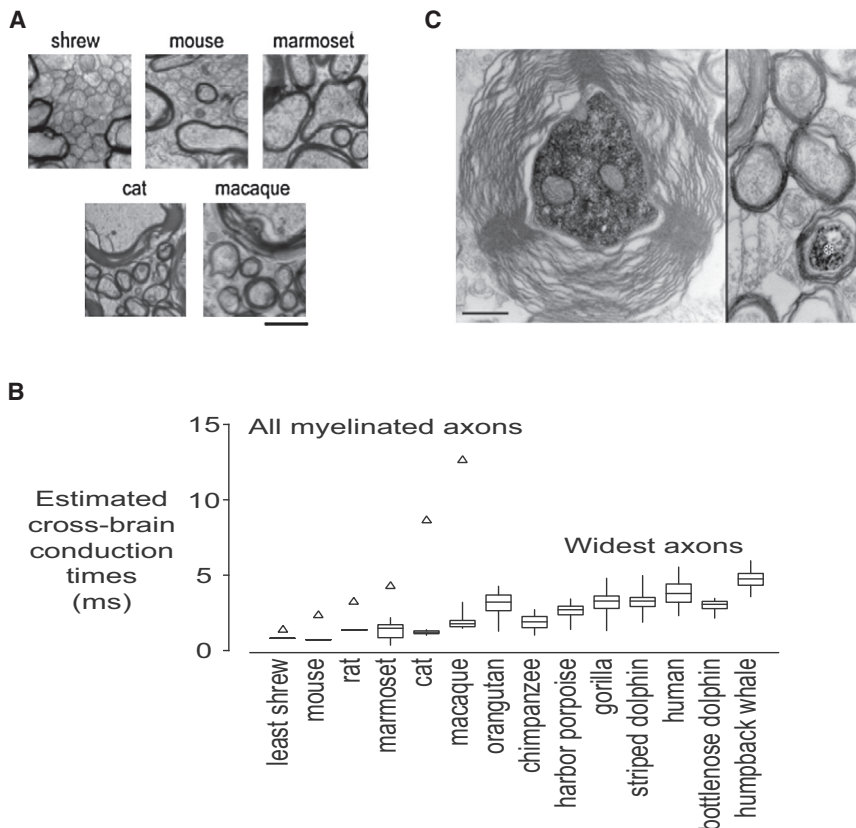 A
shrew
mouse
marmoset
cat
macaque
C
B
15
All myelinated axons
10
Estimated
cross-brain
conduction
times
(ms)
Widest axons
5
0
least shrew
mouse
rat
marmoset
cat
macaque
orangutan
chimpanzee
harbor porpoise
gorilla
striped dolphin
human
bottlenose dolphin
humpback whale